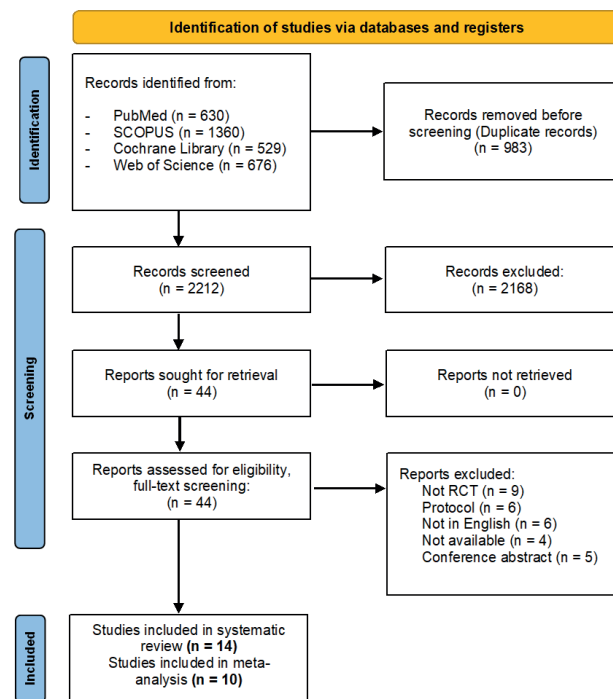 Identification of studies via databases and registers
Identification
Records identified from:
- PubMed (n = 630)
- SCOPUS (n = 1360)
- Cochrane Library (n = 529)
- Web of Science (n = 676)
Records removed before
screening (Duplicate records)
(n = 983)
Screening
Records screened
(n = 2212)
Records excluded:
(n = 2168)
Reports sought for retrieval
(n = 44)
Reports not retrieved
(n = 0)
Reports assessed for eligibility,
full-text screening:
(n = 44)
Reports excluded:
Not RCT (n = 9)
Protocol (n = 6)
Not in English (n = 6)
Not available (n = 4)
Conference abstract (n = 5)
Included
Studies included in systematic
review (n = 14)
Studies included in meta-
analysis (n = 10)